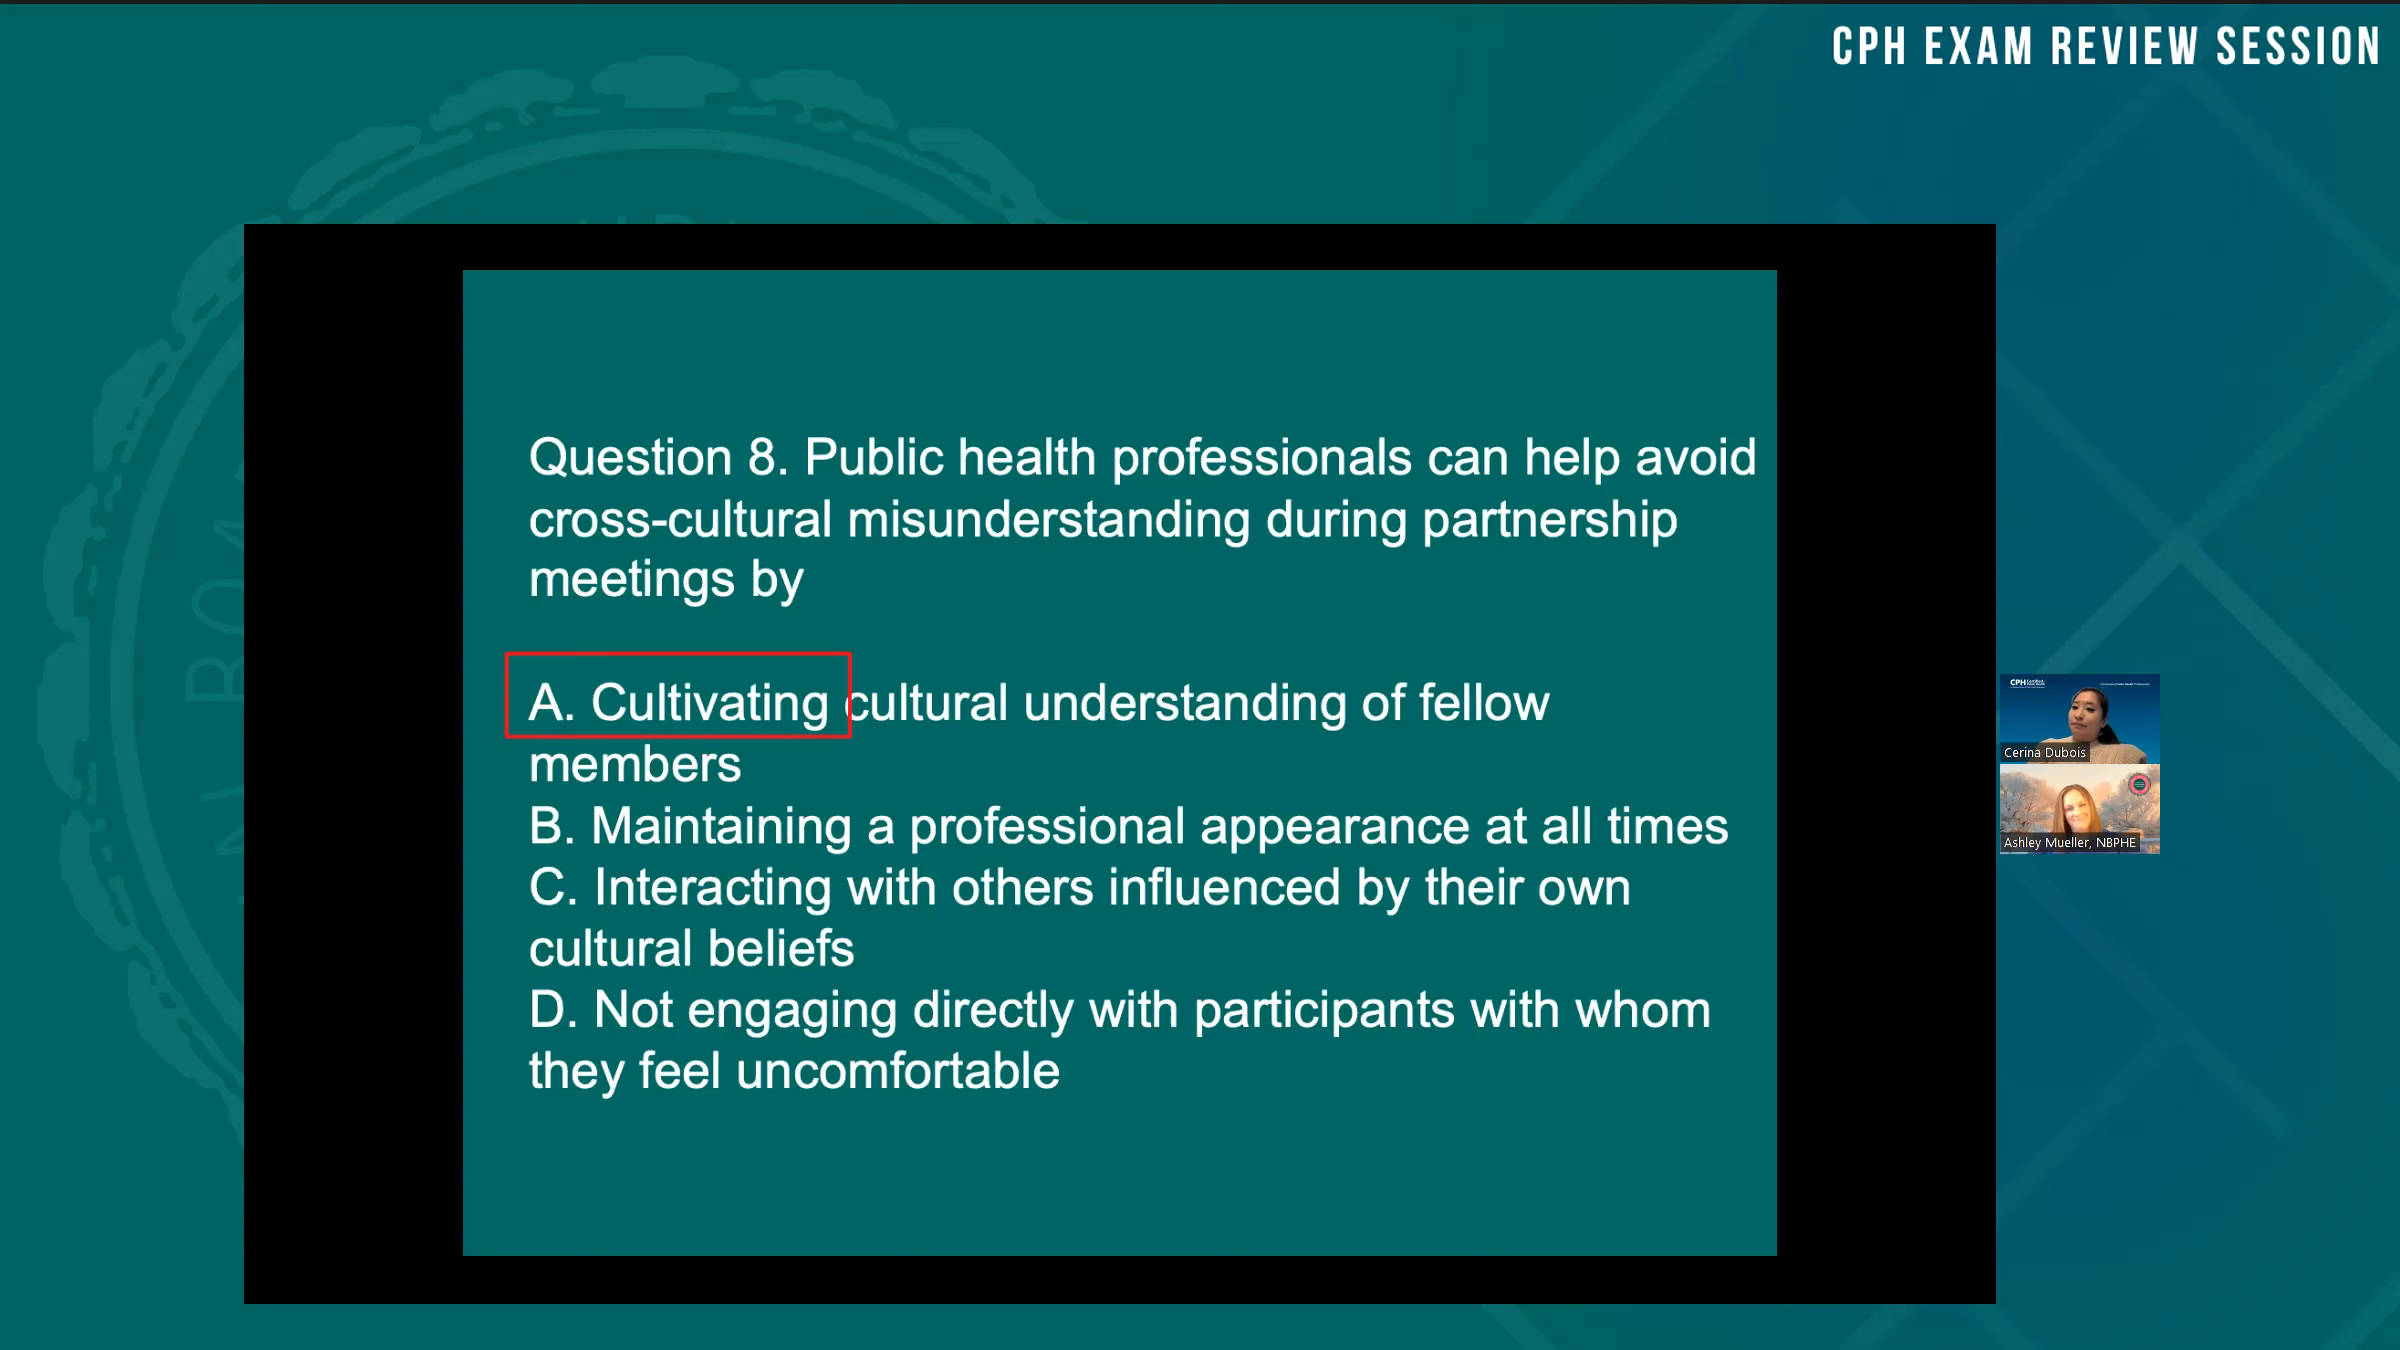 CPH EXAM REVIEW SESSION
Question 8. Public health professionals can help avoid
cross-cultural misunderstanding during partnership
meetings by
A. Cultivating cultural understanding of fellow
members
B. Maintaining a professional appearance at all times
C. Interacting with others influenced by their own
cultural beliefs
D. Not engaging directly with participants with whom
they feel uncomfortable
CPH
Cerina Dubois
Ashley Mueller, NBPHE